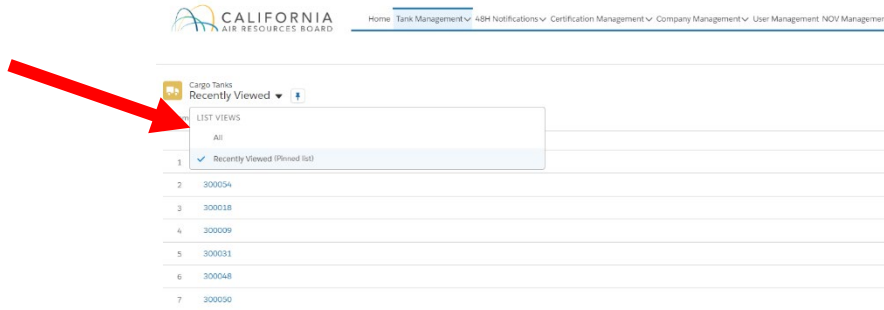 CALIFORNIA
AIR RESOURCES BOARD
Home Tank Management 48H Notifications Certification Management Company Management User Management NOV Managemen
Cargo Tanks
Recently Viewed
LIST VIEWS
All
1 Recently Viewed (Pinned list)
2 300054
3 300018
4 300009
5 300031
6 300048
7 300050